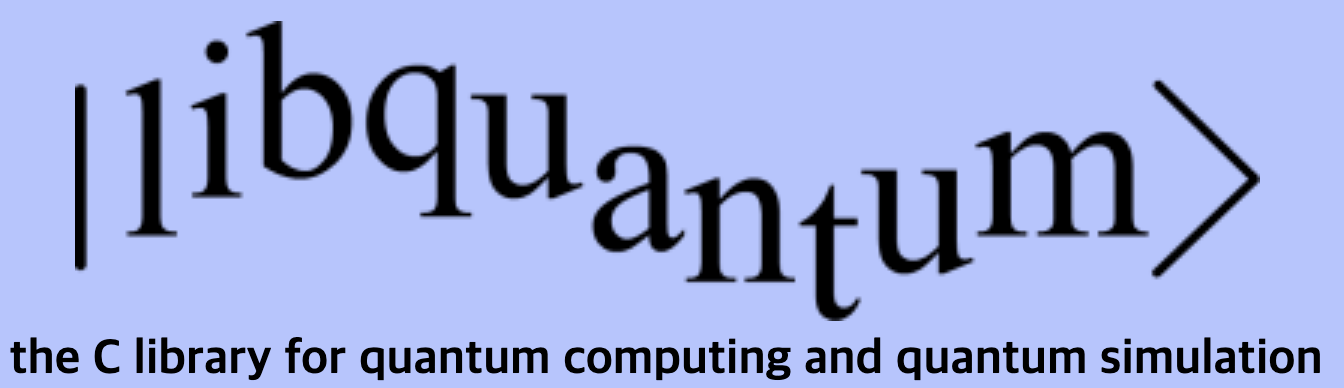 |libquantum>
the C library for quantum computing and quantum simulation